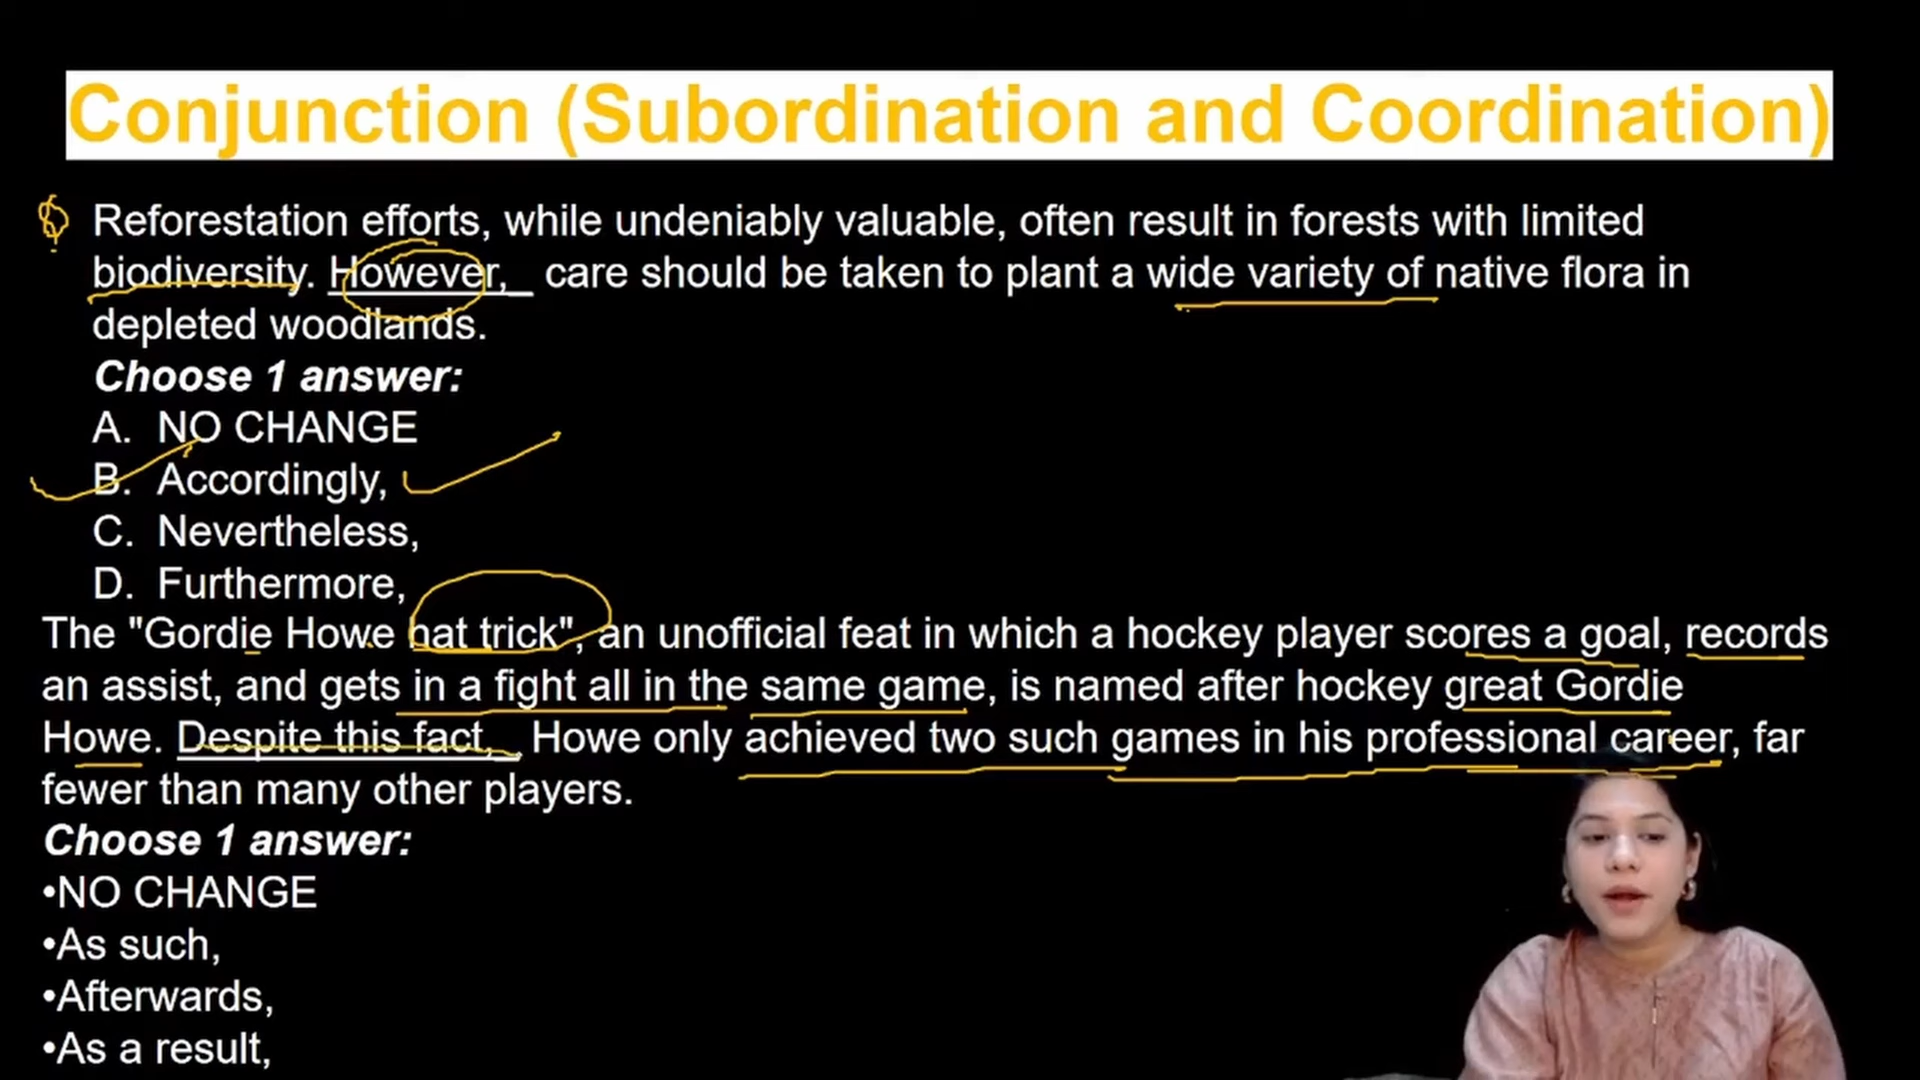 Conjunction (Subordination and Coordination)
Reforestation efforts, while undeniably valuable, often result in forests with limited
biodiversity. However, care should be taken to plant a wide variety of native flora in
depleted woodlands.
Choose 1 answer:
A. NO CHANGE
B. Accordingly,
C. Nevertheless,
D. Furthermore,
The "Gordie Howe hat trick", an unofficial feat in which a hockey player scores a goal, records
an assist, and gets in a fight all in the same game, is named after hockey great Gordie
Howe. Despite this fact, Howe only achieved two such games in his professional career, far
fewer than many other players.
Choose 1 answer:
•NO CHANGE
•As such,
•Afterwards,
•As a result,